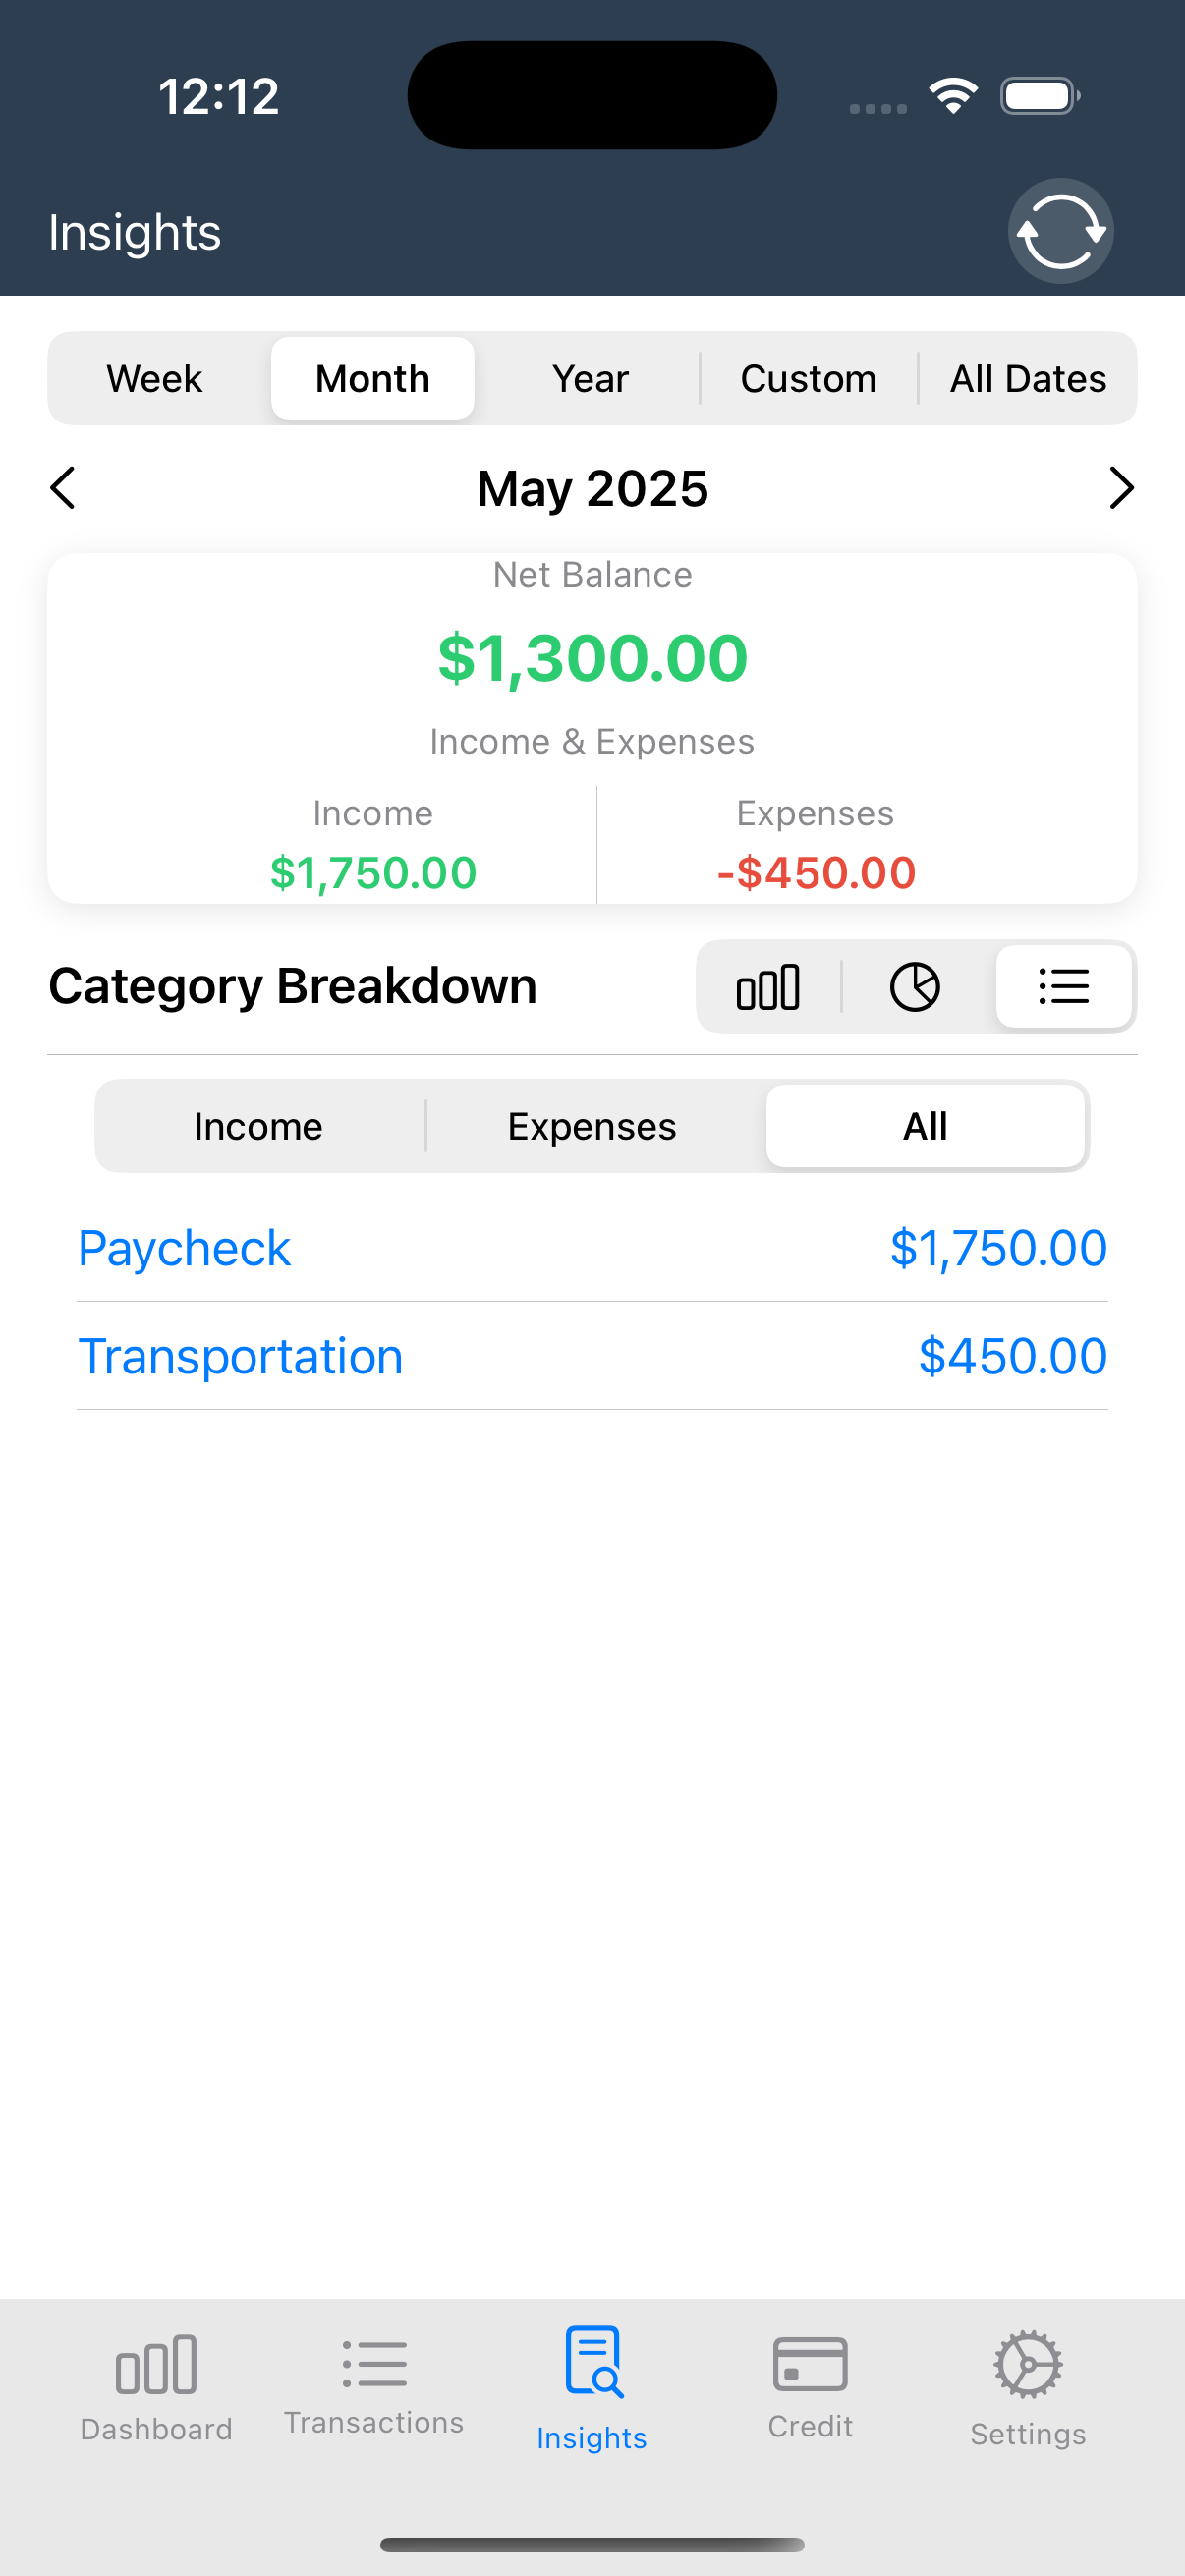 12:12
Insights
Week Month Year Custom All Dates
May 2025
Net Balance
$1,300.00
Income & Expenses
Income Expenses
$1,750.00 -$450.00
Category Breakdown
Income Expenses All
Paycheck $1,750.00
Transportation $450.00
Dashboard Transactions Insights Credit Settings